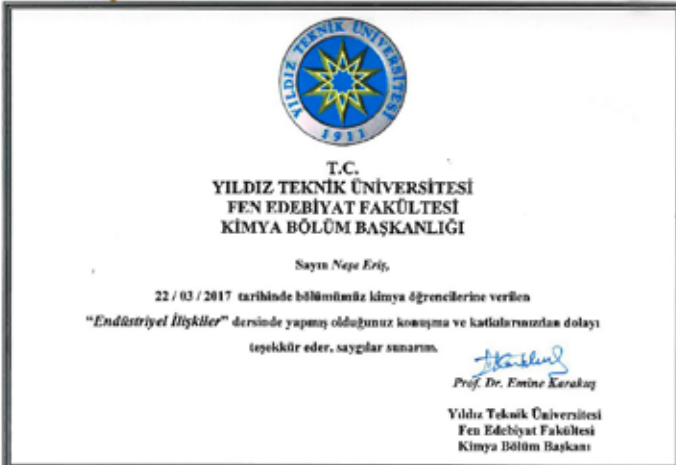 YILDIZ TEKNİK ÜNİVERSİTESİ
1911
T.C.
YILDIZ TEKNİK ÜNİVERSİTESİ
FEN EDEBİYAT FAKÜLTESİ
KİMYA BÖLÜM BAŞKANLIĞI
Sayın Neşe Eriş,
22 / 03 / 2017 tarihinde bölümümüz kimya öğrencilerine verilen
“Endüstriyel İlişkiler” dersinde yapmış olduğunuz konuşma ve katkılarınızdan dolayı
teşekkür eder, saygılar sunarım.
Prof. Dr. Emine Karakuş
Yıldız Teknik Üniversitesi
Fen Edebiyat Fakültesi
Kimya Bölüm Başkanı